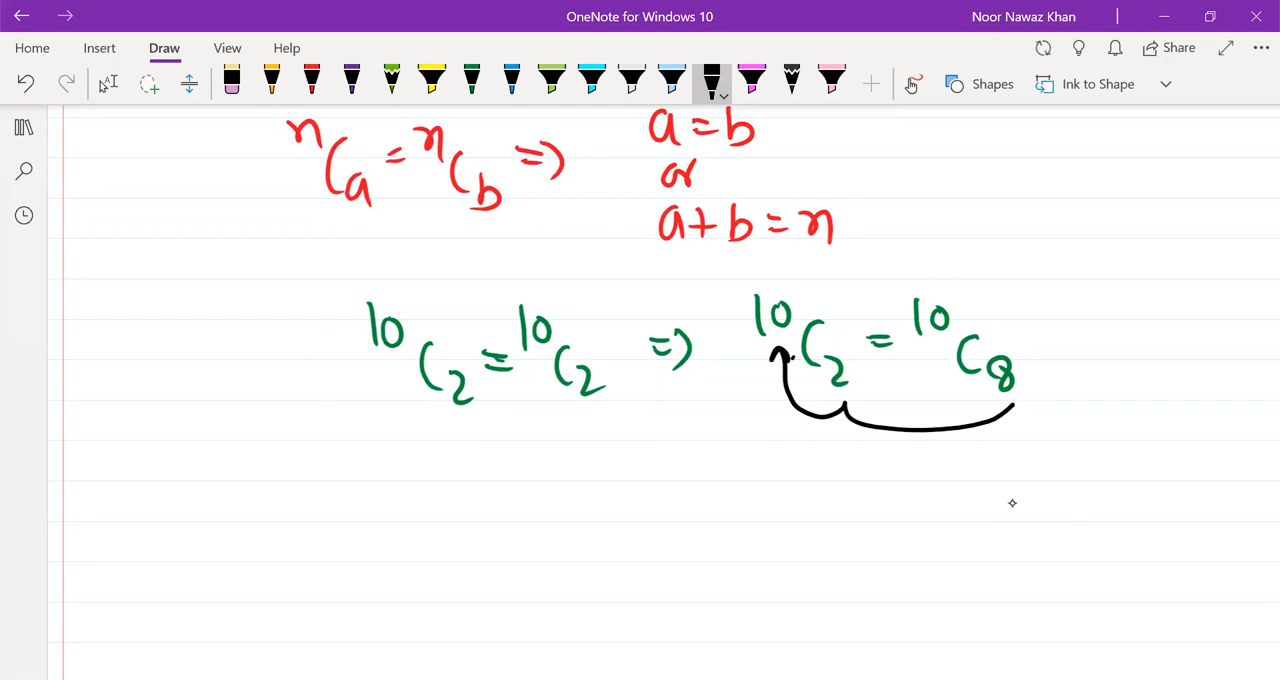 OneNote for Windows 10
Noor Nawaz Khan
Home Insert Draw View Help
Share
Shapes Ink to Shape
ⁿCₐ = ⁿC_b => a = b
or
a + b = n
¹⁰C₂ = ¹⁰C₂ => ¹⁰C₂ = ¹⁰C₈